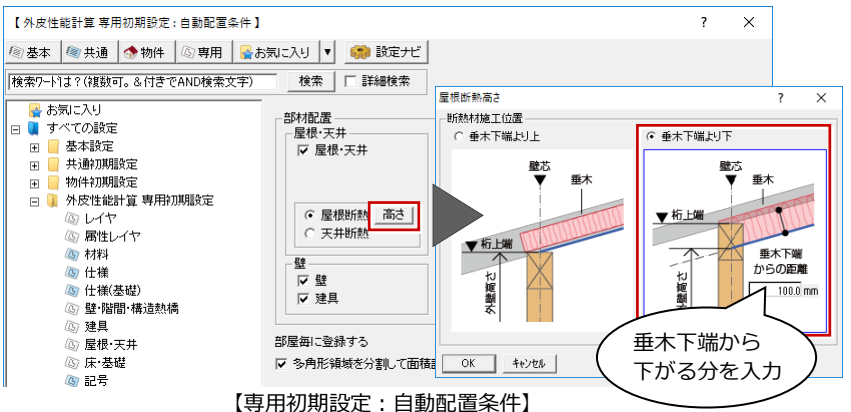 【 外皮性能計算 専用初期設定 : 自動配置条件 】
基本 共通 物件 専用 お気に入り ▼ 設定ナビ
検索ワードは？(複数可。＆付きでAND検索文字) 検索 詳細検索
お気に入り
すべての設定
基本設定
共通初期設定
物件初期設定
外皮性能計算 専用初期設定
レイヤ
属性レイヤ
材料
仕様
仕様(基礎)
壁・階間・構造熱橋
建具
屋根・天井
床・基礎
記号
部材配置
屋根・天井
屋根・天井
屋根断熱 高さ
天井断熱
壁
壁
建具
部屋毎に登録する
多角形領域を分割して面積
屋根断熱高さ
断熱材施工位置
垂木下端より上
壁芯
垂木
桁上端
外壁高さ
垂木下端より下
壁芯
垂木
桁上端
外壁高さ
垂木下端
からの距離
100.0 mm
OK キャンセル
垂木下端から
下がる分を入力
【専用初期設定：自動配置条件】